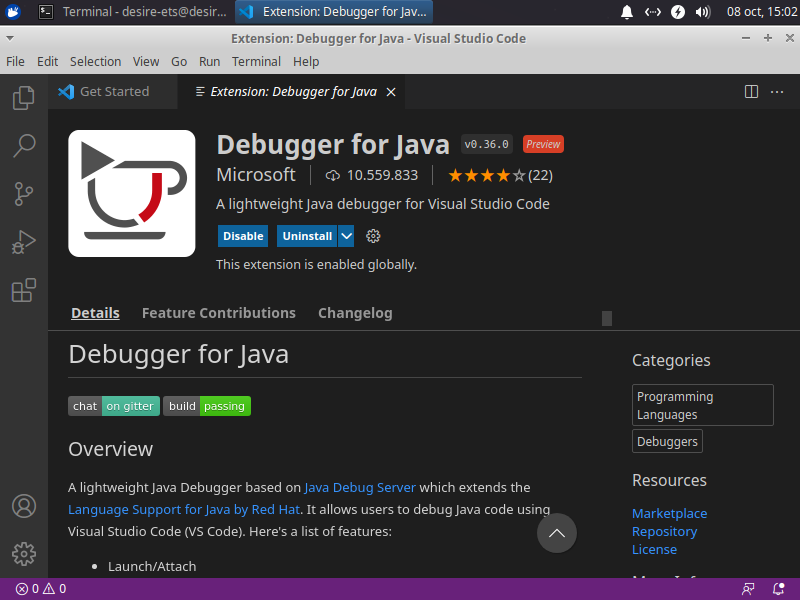 Terminal - desire-ets@desir...
Extension: Debugger for Jav...
08 oct, 15:02
Extension: Debugger for Java - Visual Studio Code
File Edit Selection View Go Run Terminal Help
Get Started
Extension: Debugger for Java
Debugger for Java v0.36.0 Preview
Microsoft 10.559.833 (22)
A lightweight Java debugger for Visual Studio Code
Disable Uninstall
This extension is enabled globally.
Details Feature Contributions Changelog
Debugger for Java
chat on gitter build passing
Overview
A lightweight Java Debugger based on Java Debug Server which extends the
Language Support for Java by Red Hat. It allows users to debug Java code using
Visual Studio Code (VS Code). Here's a list of features:
• Launch/Attach
Categories
Programming
Languages
Debuggers
Resources
Marketplace
Repository
License
0 0